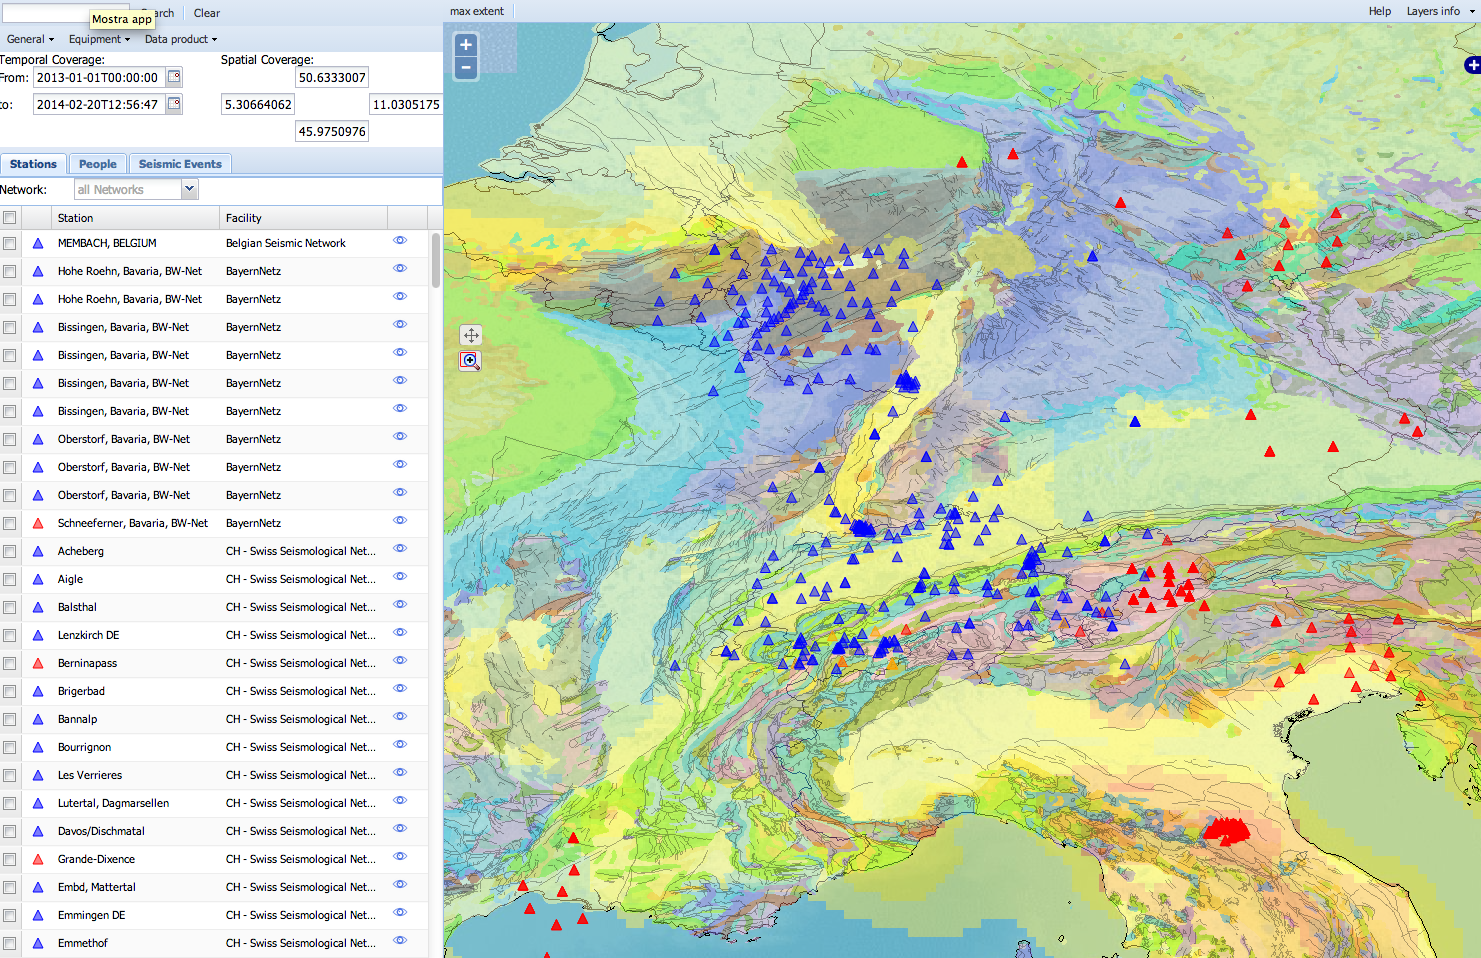 Mostra app
arch
Clear
max extent
Help
Layers info
General
Equipment
Data product
Temporal Coverage:
Spatial Coverage:
From:
2013-01-01T00:00:00
50.6333007
to:
2014-02-20T12:56:47
5.30664062
11.0305175
45.9750976
Stations
People
Seismic Events
Network:
all Networks
Station
Facility
MEMBACH, BELGIUM
Belgian Seismic Network
Hohe Roehn, Bavaria, BW-Net
BayernNetz
Hohe Roehn, Bavaria, BW-Net
BayernNetz
Bissingen, Bavaria, BW-Net
BayernNetz
Bissingen, Bavaria, BW-Net
BayernNetz
Bissingen, Bavaria, BW-Net
BayernNetz
Bissingen, Bavaria, BW-Net
BayernNetz
Oberstorf, Bavaria, BW-Net
BayernNetz
Oberstorf, Bavaria, BW-Net
BayernNetz
Oberstorf, Bavaria, BW-Net
BayernNetz
Schneeferner, Bavaria, BW-Net
BayernNetz
Acheberg
CH - Swiss Seismological Net...
Aigle
CH - Swiss Seismological Net...
Balsthal
CH - Swiss Seismological Net...
Lenzkirch DE
CH - Swiss Seismological Net...
Berninapass
CH - Swiss Seismological Net...
Brigerbad
CH - Swiss Seismological Net...
Bannalp
CH - Swiss Seismological Net...
Bourrignon
CH - Swiss Seismological Net...
Les Verrieres
CH - Swiss Seismological Net...
Lutertal, Dagmarsellen
CH - Swiss Seismological Net...
Davos/Dischmatal
CH - Swiss Seismological Net...
Grande-Dixence
CH - Swiss Seismological Net...
Embd, Mattertal
CH - Swiss Seismological Net...
Emmingen DE
CH - Swiss Seismological Net...
Emmethof
CH - Swiss Seismological Net...